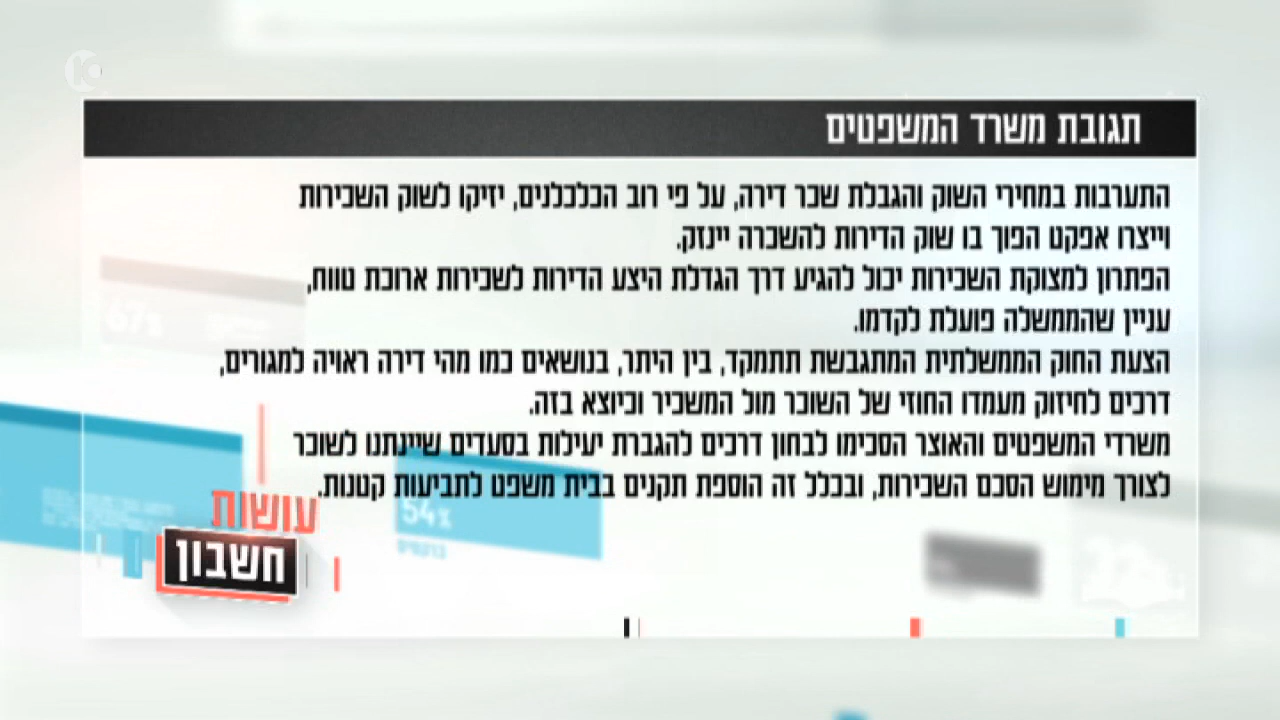 תגובת משרד המשפטים
התערבות במחירי השוק והגבלת שכר דירה, על פי רוב הכלכלנים, יזיקו לשוק השכירות
וייצרו אפקט הפוך בו שוק הדירות להשכרה יינזק.
הפתרון למצוקת השכירות יכול להגיע דרך הגדלת היצע הדירות לשכירות ארוכת טווח,
עניין שהממשלה פועלת לקדמו.
הצעת החוק הממשלתית המתגבשת תתמקד, בין היתר, בנושאים כמו מהי דירה ראויה למגורים,
דרכים לחיזוק מעמדו החוזי של השוכר מול המשכיר וכיוצא בזה.
משרדי המשפטים והאוצר הסכימו לבחון דרכים להגברת יעילות בסעדים שיינתנו לשוכר
לצורך מימוש הסכם השכירות, ובכלל זה הוספת תקנים בבית משפט לתביעות קטנות.
עושות
חשבון
67%
54%
10